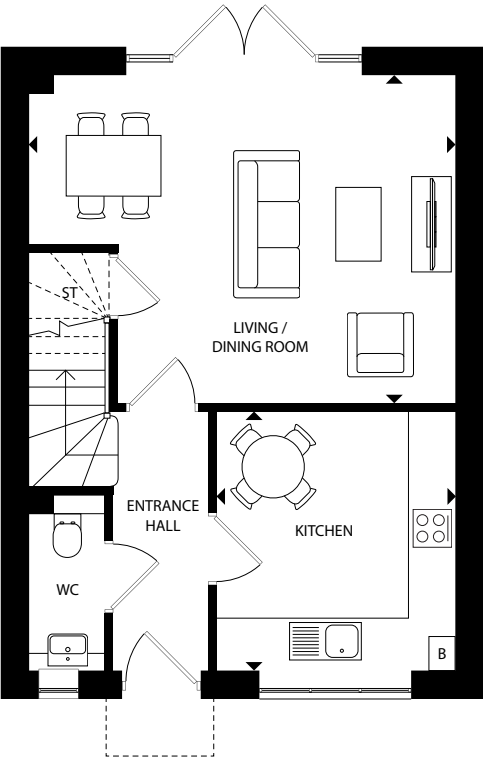 ST
LIVING /
DINING ROOM
ENTRANCE
HALL
KITCHEN
WC
B